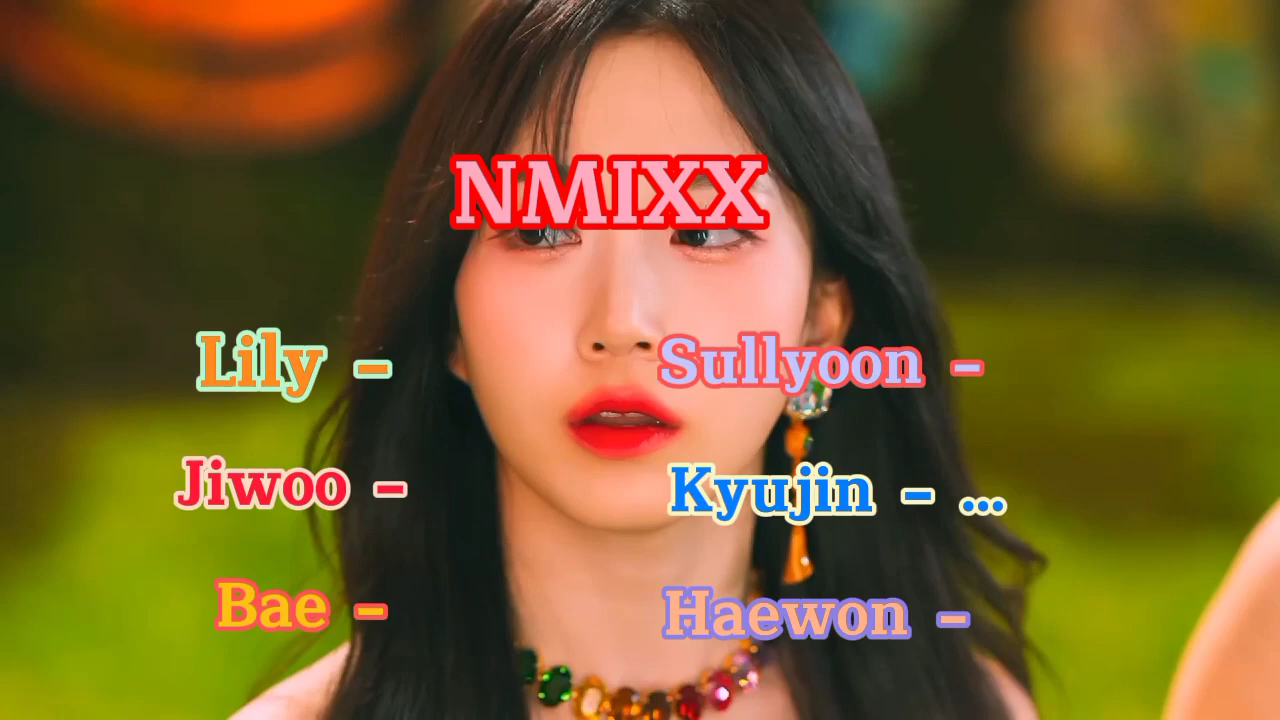 NMIXX
Lily –
Sullyoon –
Jiwoo –
Kyujin – ...
Bae –
Haewon –